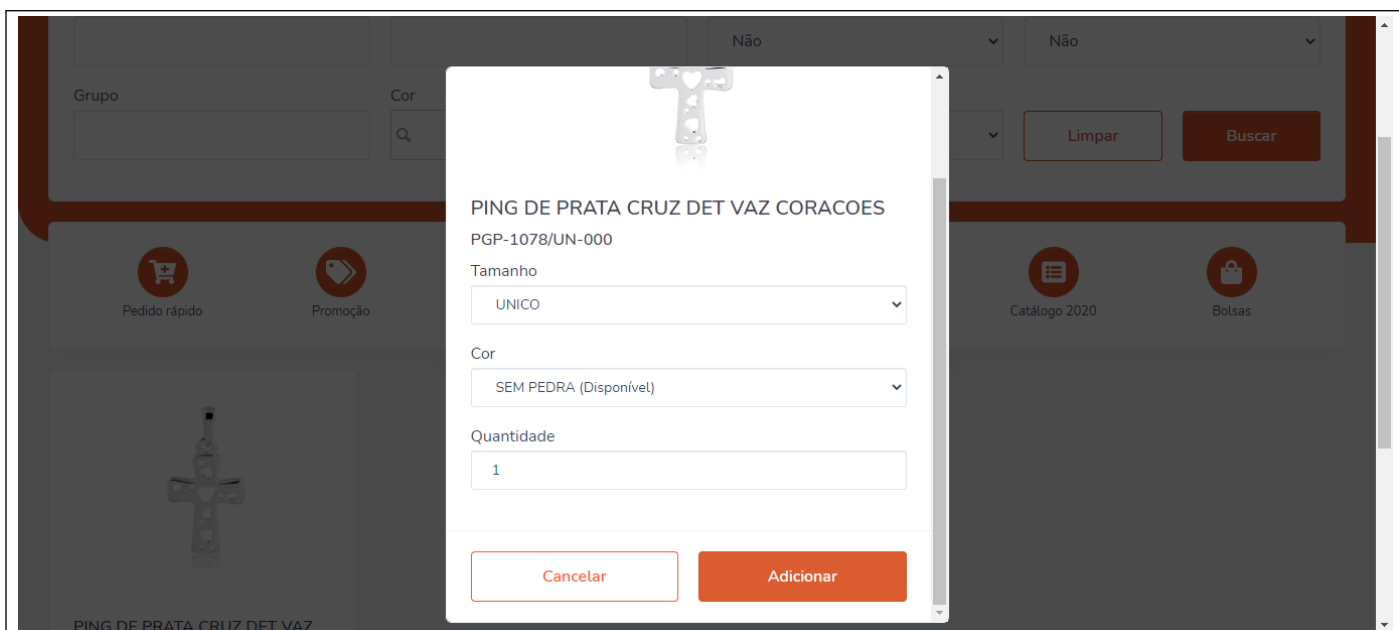 Não
Não
Grupo
Cor
Limpar
Buscar
PING DE PRATA CRUZ DET VAZ CORACOES
PGP-1078/UN-000
Tamanho
UNICO
Cor
SEM PEDRA (Disponível)
Quantidade
1
Cancelar
Adicionar
Pedido rápido
Promoção
Catálogo 2020
Bolsas
PING DE PRATA CRUZ DET VAZ